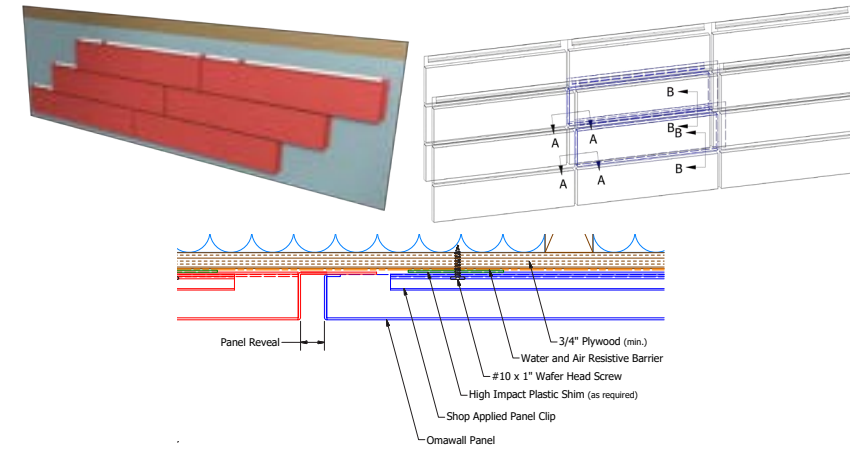 B
B
B
A
A
A
A
B
3/4" Plywood (min.)
Panel Reveal
Water and Air Resistive Barrier
#10 x 1" Wafer Head Screw
High Impact Plastic Shim (as required)
Shop Applied Panel Clip
Omawall Panel